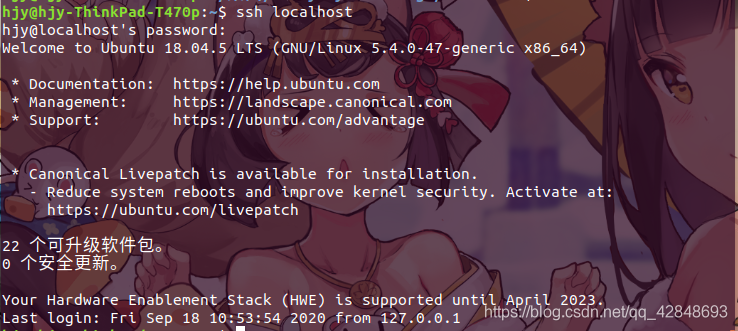 hjy@hjy-ThinkPad-T470p:~$ ssh localhost
hjy@localhost's password:
Welcome to Ubuntu 18.04.5 LTS (GNU/Linux 5.4.0-47-generic x86_64)
* Documentation: https://help.ubuntu.com
* Management: https://landscape.canonical.com
* Support: https://ubuntu.com/advantage
* Canonical Livepatch is available for installation.
- Reduce system reboots and improve kernel security. Activate at:
https://ubuntu.com/livepatch
22 个可升级软件包。
0 个安全更新。
Your Hardware Enablement Stack (HWE) is supported until April 2023.
Last login: Fri Sep 18 10:53:54 2020 from 127.0.0.1
https://blog.csdn.net/qq_42848693